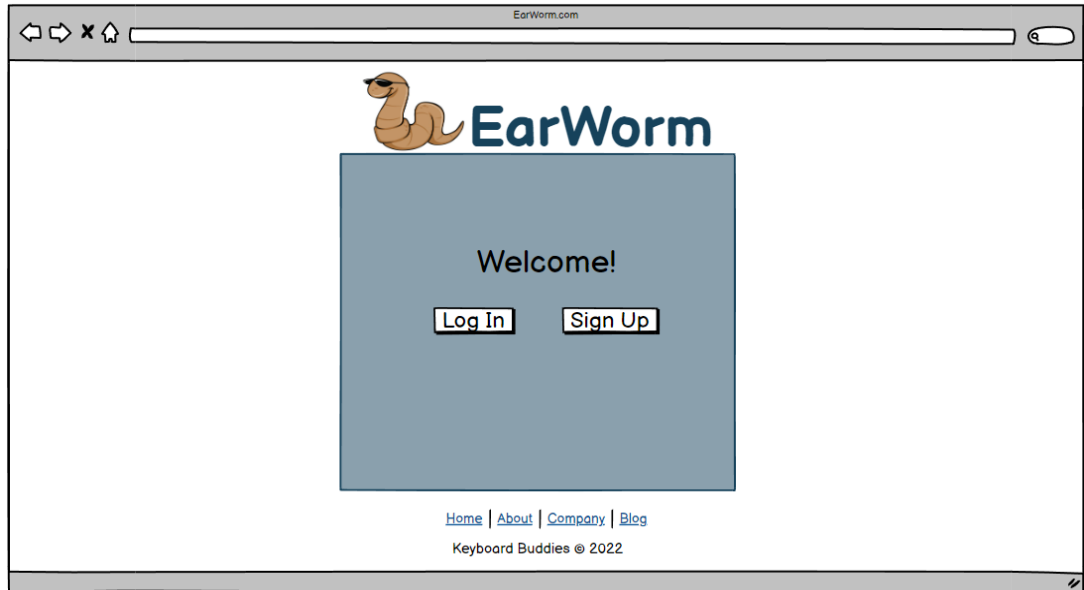 EarWorm.com
EarWorm
Welcome!
Log In Sign Up
Home | About | Company | Blog
Keyboard Buddies © 2022